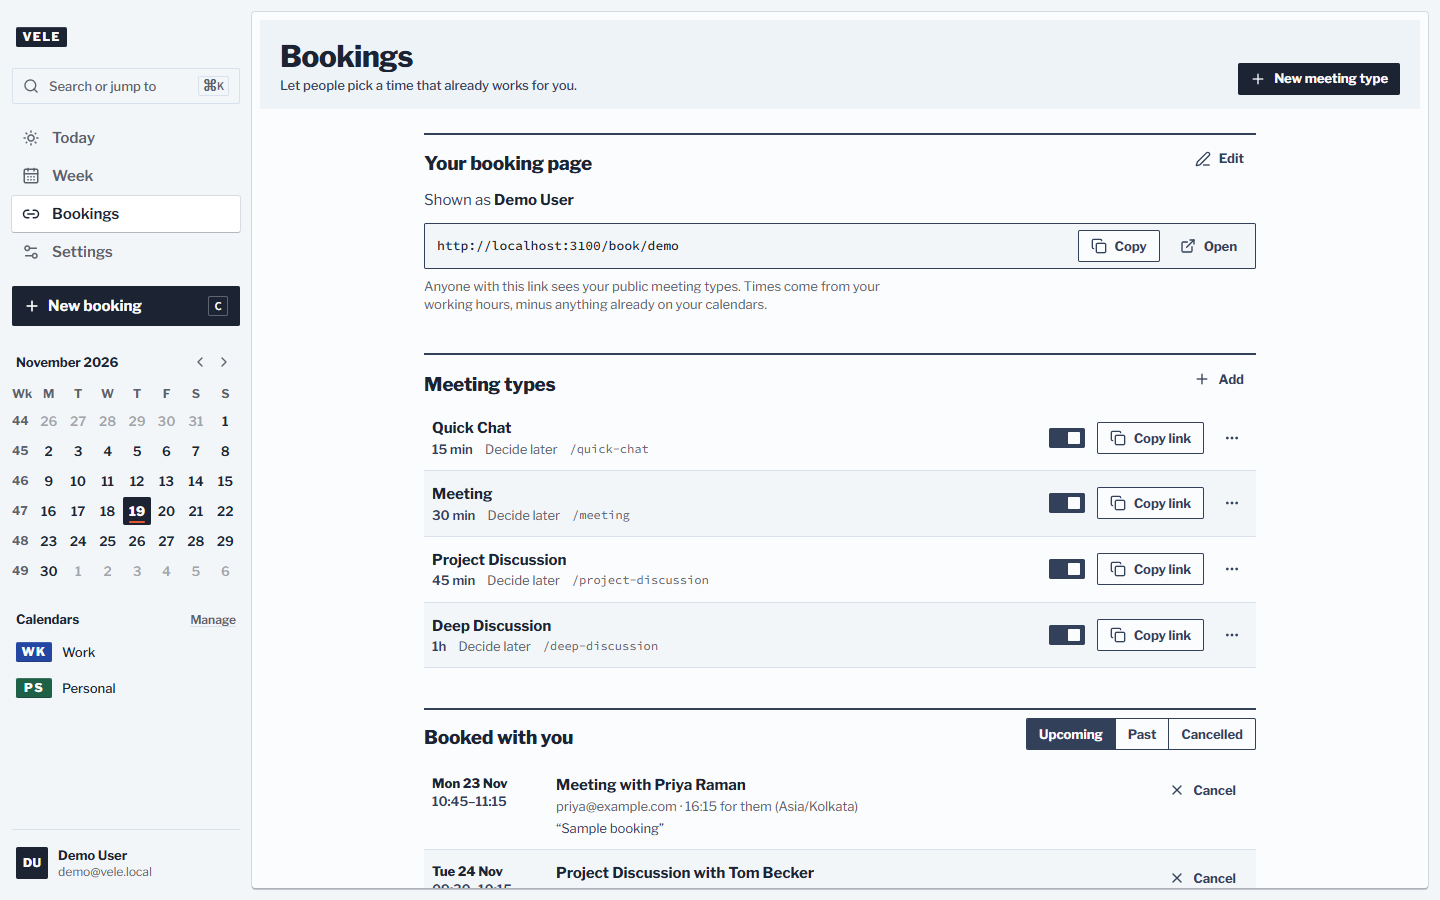 VELE
Search or jump to ⌘K
Today
Week
Bookings
Settings
New booking C
November 2026
Wk M T W T F S S
44 26 27 28 29 30 31 1
45 2 3 4 5 6 7 8
46 9 10 11 12 13 14 15
47 16 17 18 19 20 21 22
48 23 24 25 26 27 28 29
49 30 1 2 3 4 5 6
Calendars Manage
WK Work
PS Personal
DU Demo User
demo@vele.local
Bookings
Let people pick a time that already works for you.
New meeting type
Your booking page Edit
Shown as Demo User
http://localhost:3100/book/demo Copy Open
Anyone with this link sees your public meeting types. Times come from your
working hours, minus anything already on your calendars.
Meeting types Add
Quick Chat
15 min Decide later /quick-chat Copy link
Meeting
30 min Decide later /meeting Copy link
Project Discussion
45 min Decide later /project-discussion Copy link
Deep Discussion
1h Decide later /deep-discussion Copy link
Booked with you Upcoming Past Cancelled
Mon 23 Nov Meeting with Priya Raman Cancel
10:45–11:15 priya@example.com · 16:15 for them (Asia/Kolkata)
“Sample booking”
Tue 24 Nov Project Discussion with Tom Becker Cancel